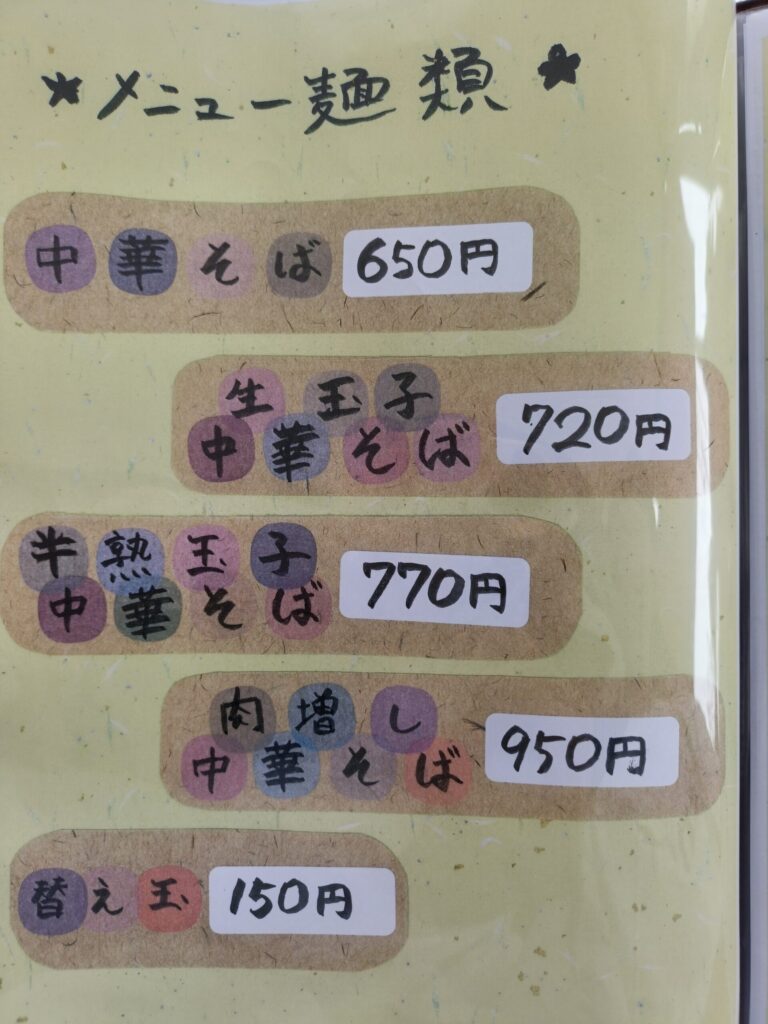 ★メニュー麺類★
中華そば 650円
生玉子
中華そば 720円
半熟玉子
中華そば 770円
肉増し
中華そば 950円
替え玉 150円